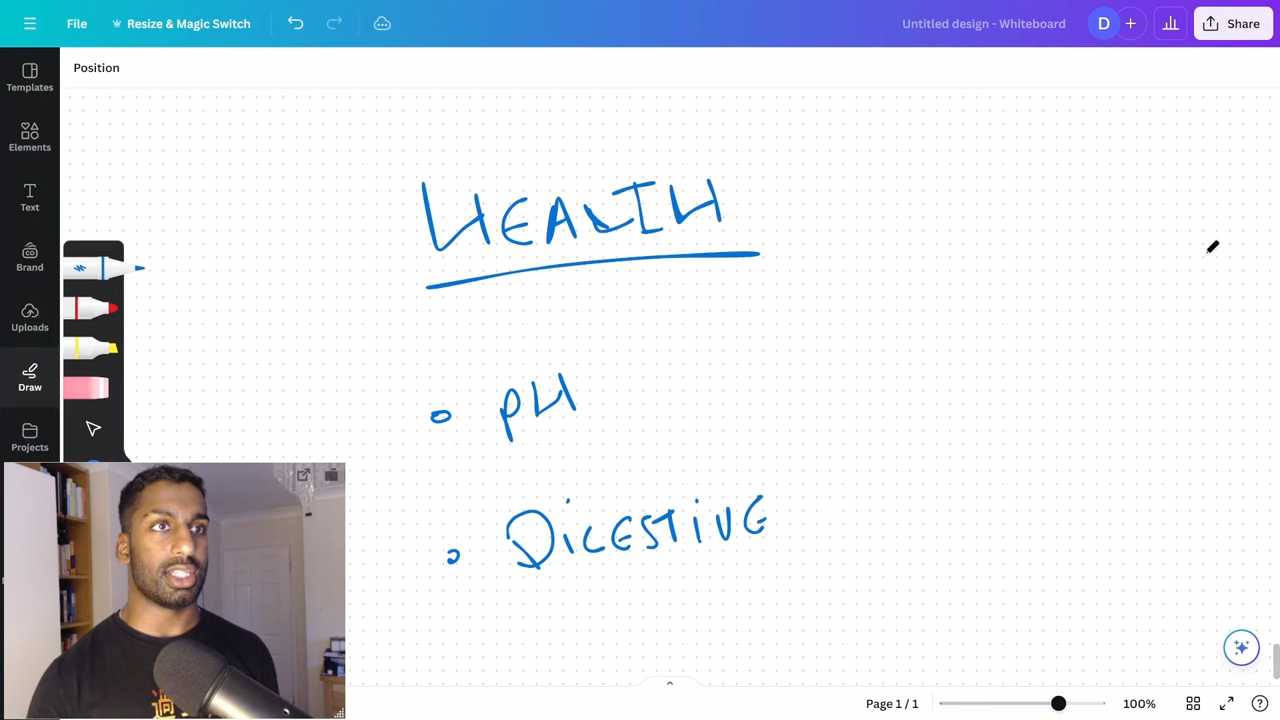 File
Resize & Magic Switch
Untitled design - Whiteboard
D
Share
Position
Templates
Elements
Text
Brand
Uploads
Draw
Projects
HEALTH
pH
DIGESTIVE
Page 1 / 1
100%